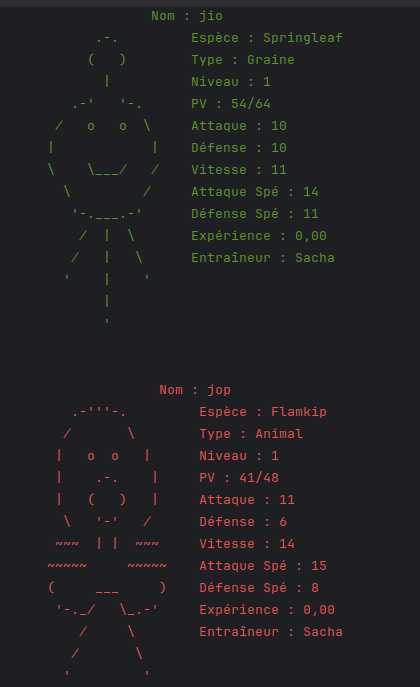 Nom : jio
Espèce : Springleaf
Type : Graine
Niveau : 1
PV : 54/64
Attaque : 10
Défense : 10
Vitesse : 11
Attaque Spé : 14
Défense Spé : 11
Expérience : 0,00
Entraîneur : Sacha
Nom : jop
Espèce : Flamkip
Type : Animal
Niveau : 1
PV : 41/48
Attaque : 11
Défense : 6
Vitesse : 14
Attaque Spé : 15
Défense Spé : 8
Expérience : 0,00
Entraîneur : Sacha